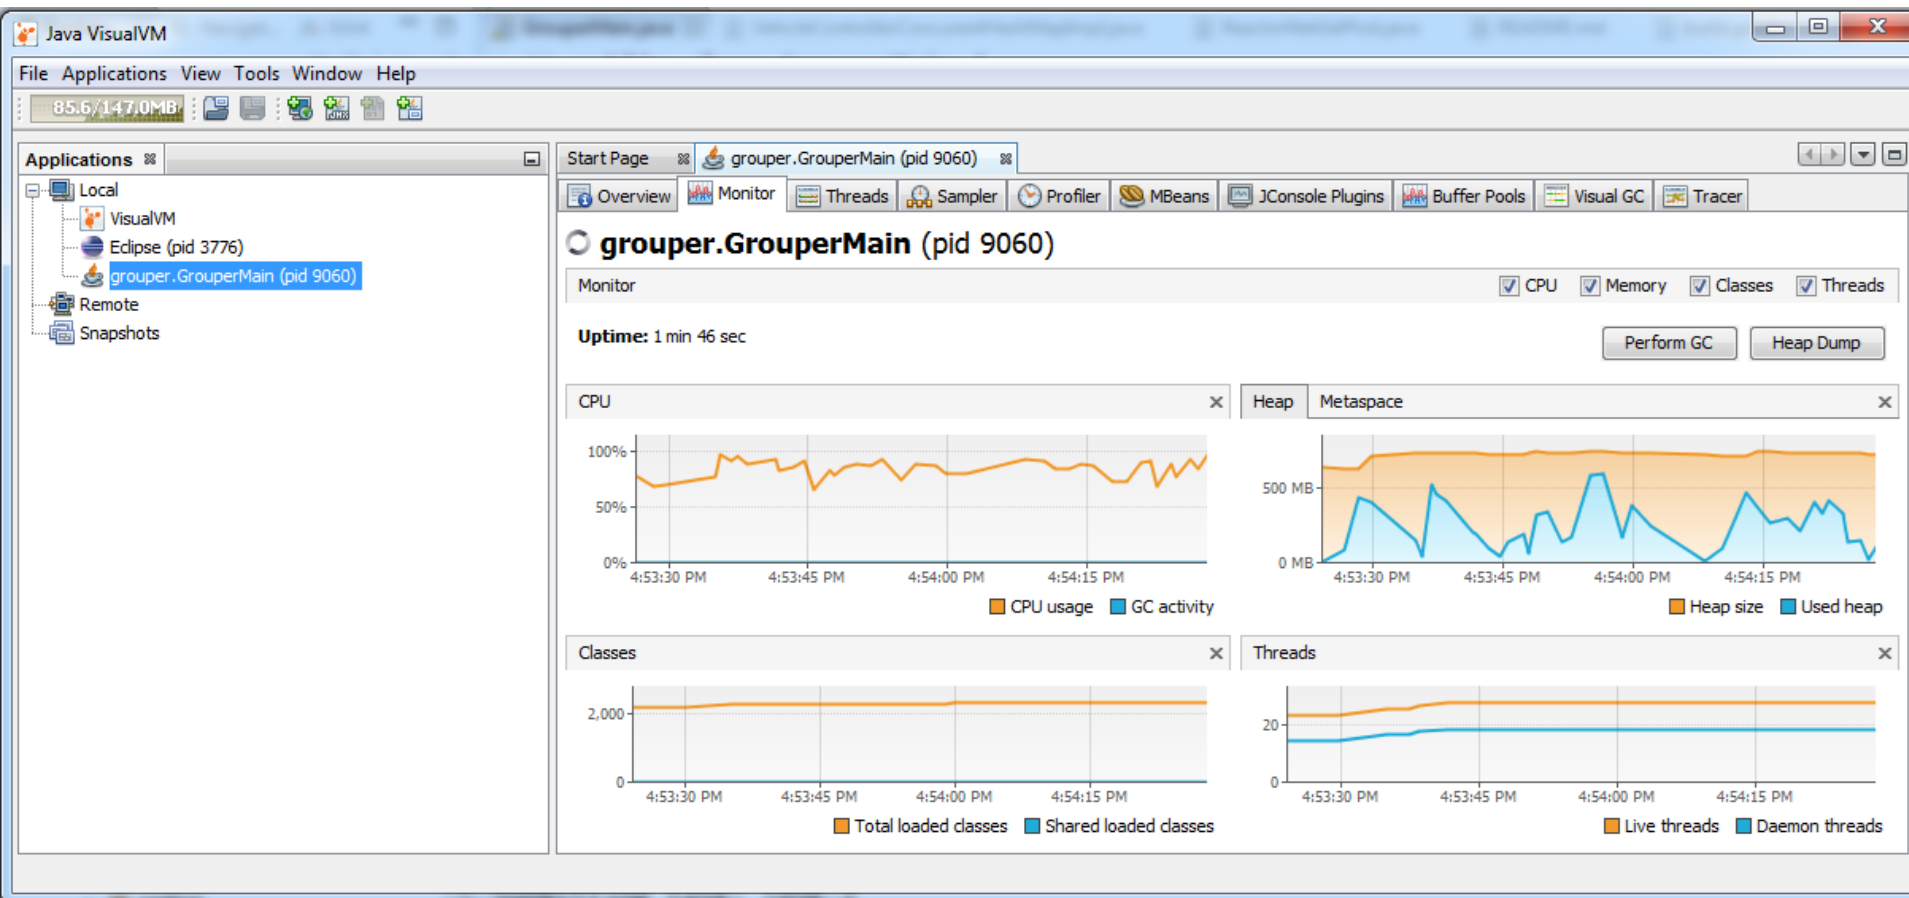 Java VisualVM
File Applications View Tools Window Help
85.6/147.0MB
Applications
Local
VisualVM
Eclipse (pid 3776)
grouper.GrouperMain (pid 9060)
Remote
Snapshots
Start Page grouper.GrouperMain (pid 9060)
Overview Monitor Threads Sampler Profiler MBeans JConsole Plugins Buffer Pools Visual GC Tracer
grouper.GrouperMain (pid 9060)
Monitor CPU Memory Classes Threads
Uptime: 1 min 46 sec
Perform GC Heap Dump
CPU
100%
50%
0%
4:53:30 PM 4:53:45 PM 4:54:00 PM 4:54:15 PM
CPU usage GC activity
Heap Metaspace
500 MB
0 MB
4:53:30 PM 4:53:45 PM 4:54:00 PM 4:54:15 PM
Heap size Used heap
Classes
2,000
0
4:53:30 PM 4:53:45 PM 4:54:00 PM 4:54:15 PM
Total loaded classes Shared loaded classes
Threads
20
0
4:53:30 PM 4:53:45 PM 4:54:00 PM 4:54:15 PM
Live threads Daemon threads